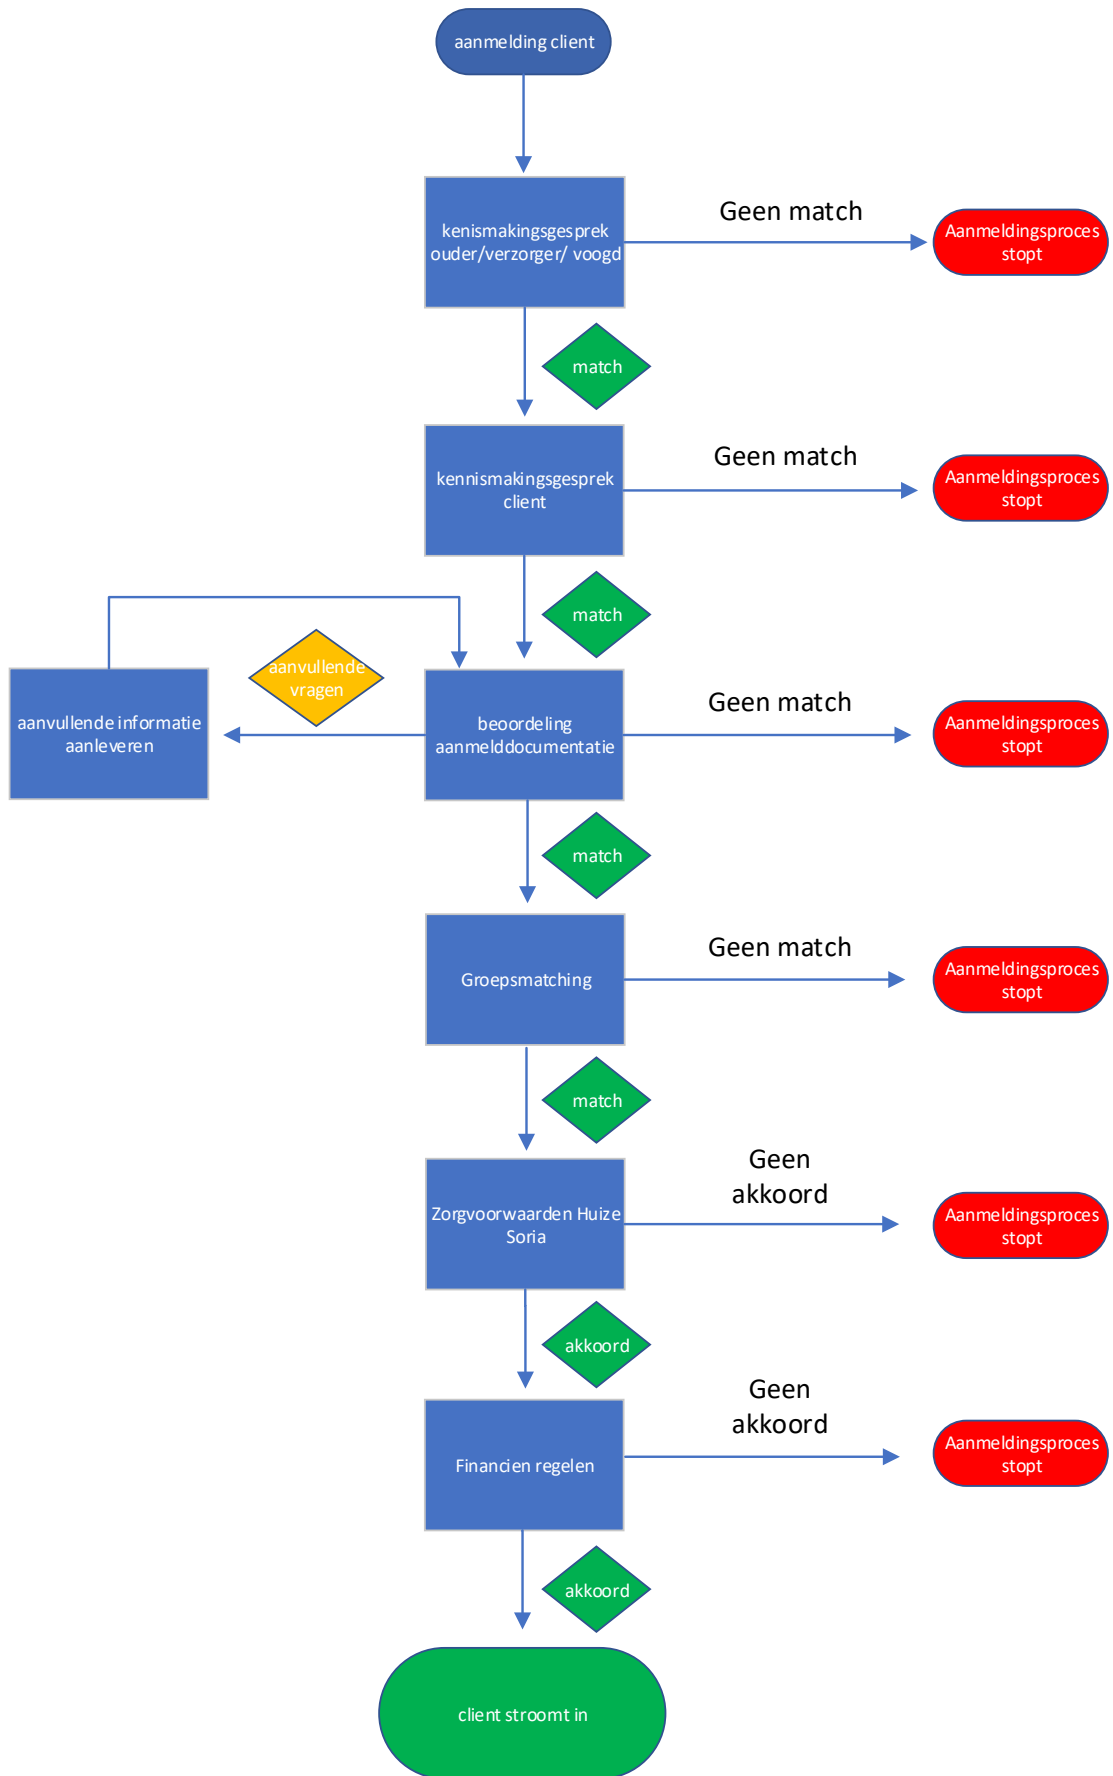 aanmelding client
kenismakingsgesprek
ouder/verzorger/ voogd
Geen match
Aanmeldingsproces
stopt
match
kennismakingsgesprek
client
Geen match
Aanmeldingsproces
stopt
match
aanvullende informatie
aanleveren
aanvullende
vragen
beoordeling
aanmelddocumentatie
Geen match
Aanmeldingsproces
stopt
match
Groepsmatching
Geen match
Aanmeldingsproces
stopt
match
Zorgvoorwaarden Huize
Soria
Geen
akkoord
Aanmeldingsproces
stopt
akkoord
Financien regelen
Geen
akkoord
Aanmeldingsproces
stopt
akkoord
client stroomt in